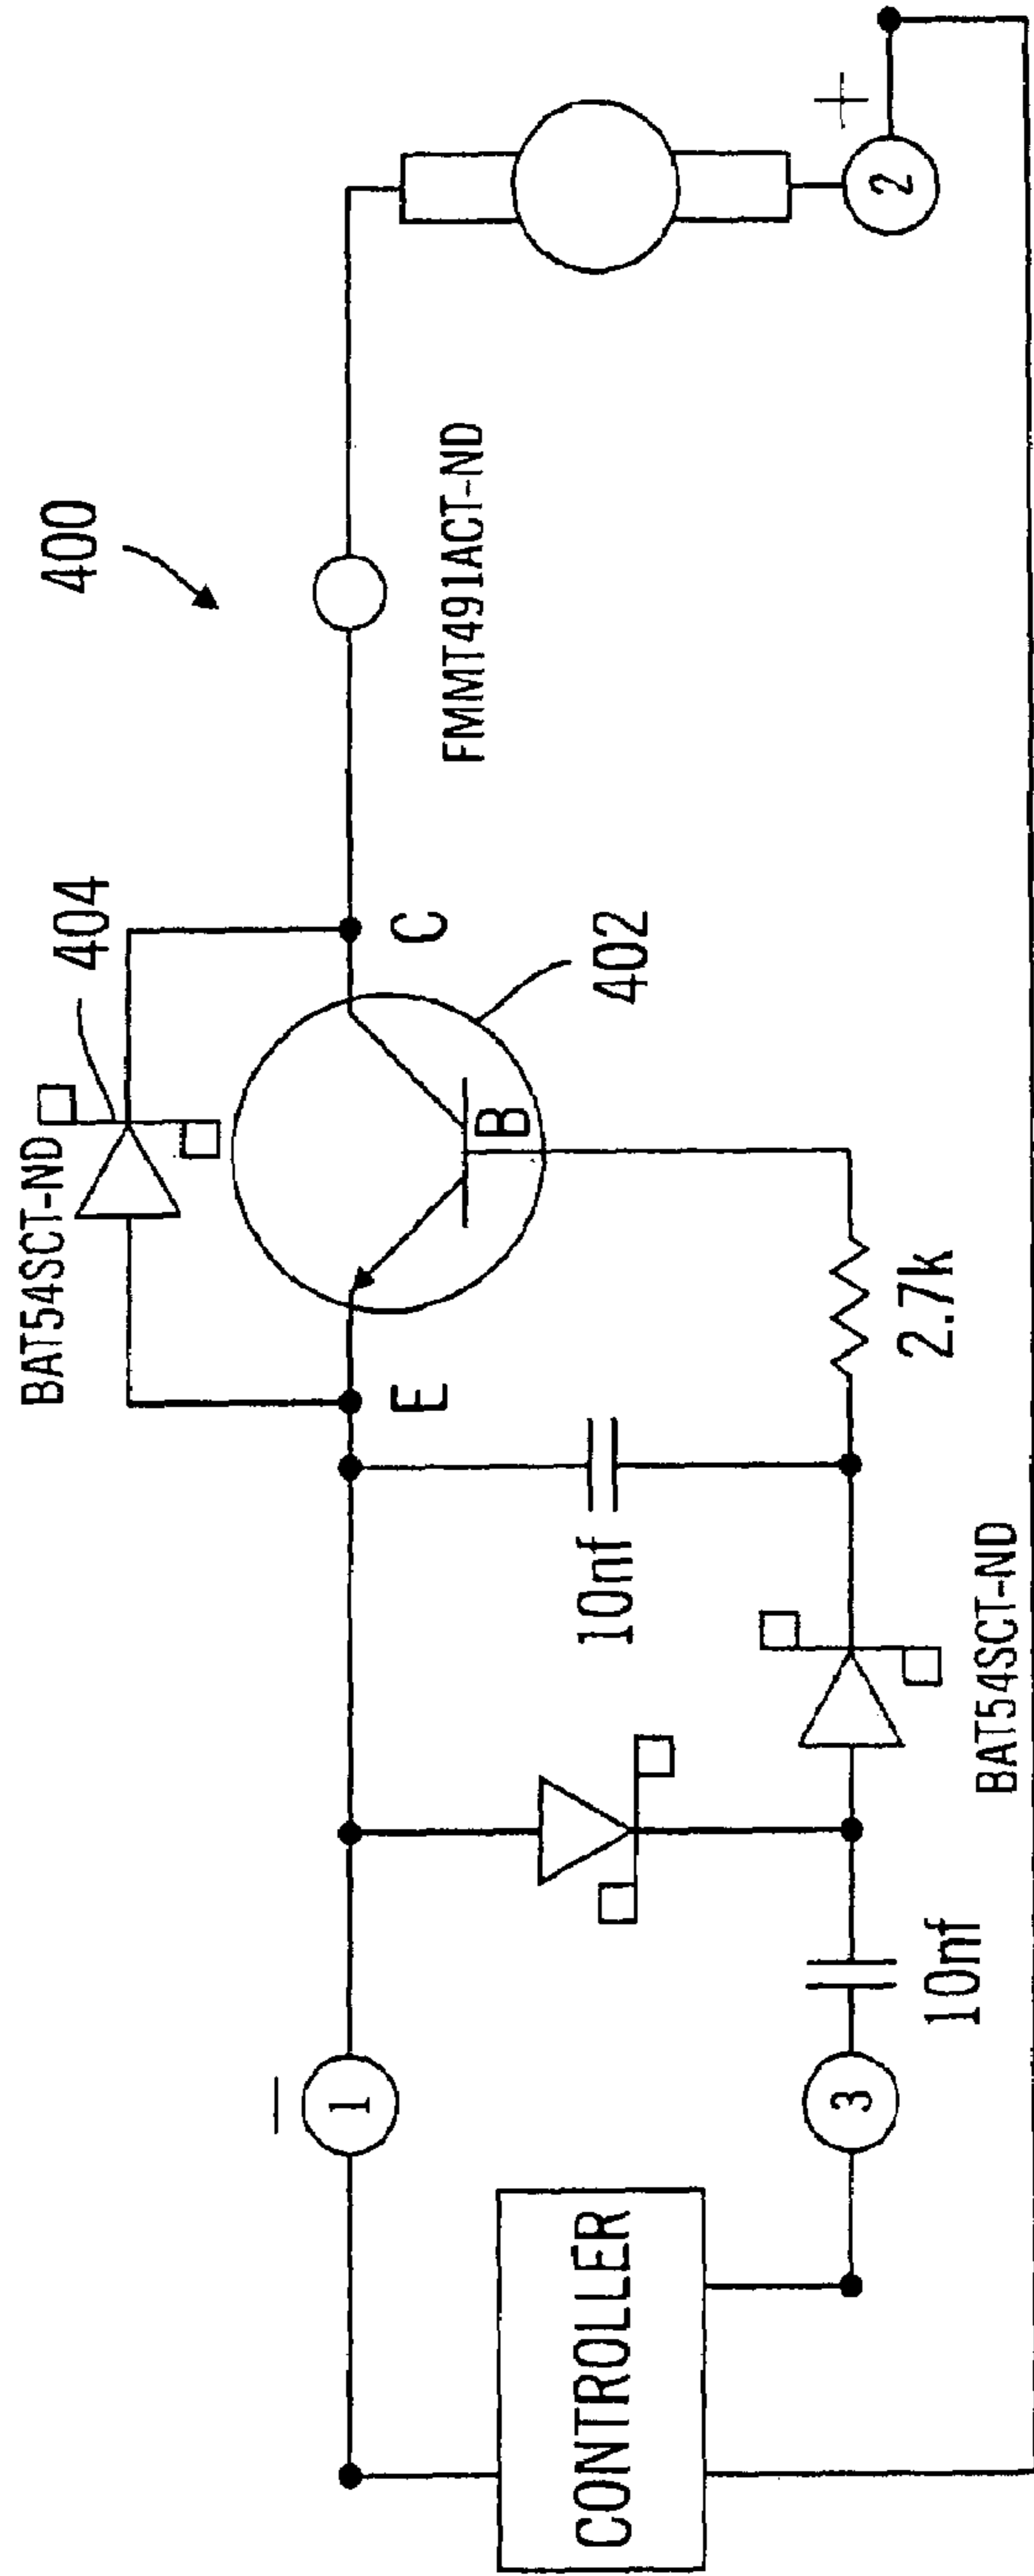 400
BAT54SCT-ND
404
C
FMMT491ACT-ND
402
B
E
2.7k
10nf
BAT54SCT-ND
10nf
−
1
3
CONTROLLER
+
2